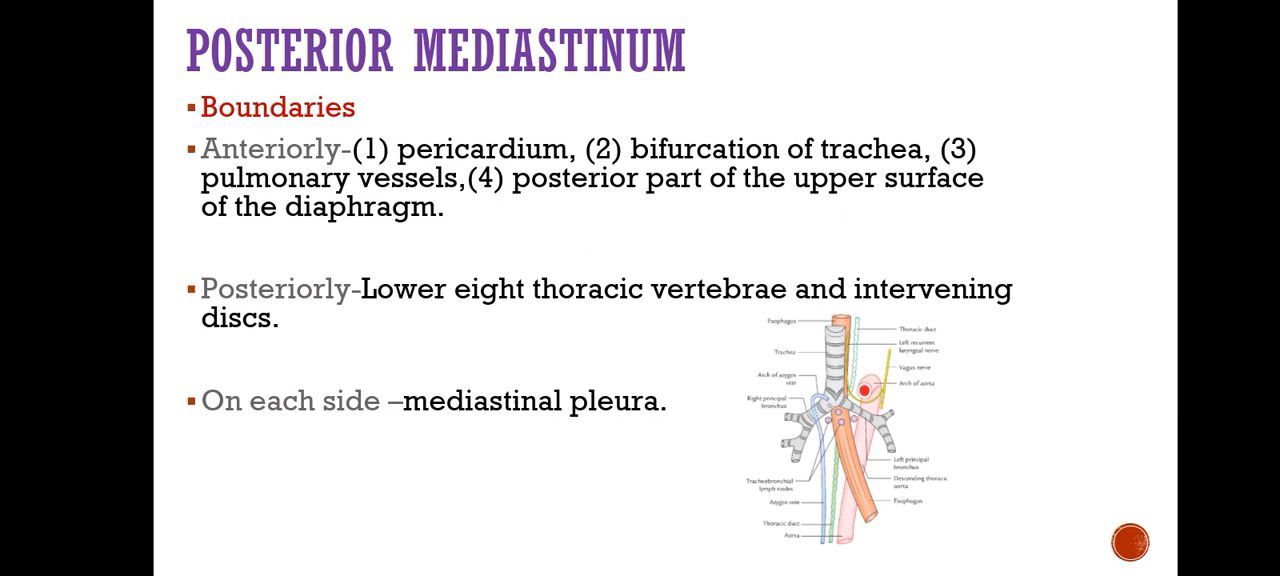 POSTERIOR MEDIASTINUM
Boundaries
Anteriorly-(1) pericardium, (2) bifurcation of trachea, (3)
pulmonary vessels,(4) posterior part of the upper surface
of the diaphragm.
Posteriorly-Lower eight thoracic vertebrae and intervening
discs.
On each side –mediastinal pleura.
Esophagus
Trachea
Arch of azygos
vein
Right principal
bronchus
Tracheobronchial
lymph nodes
Azygos vein
Thoracic duct
Aorta
Thoracic duct
Left recurrent
laryngeal nerve
Vagus nerve
Arch of aorta
Left principal
bronchus
Descending thoracic
aorta
Esophagus